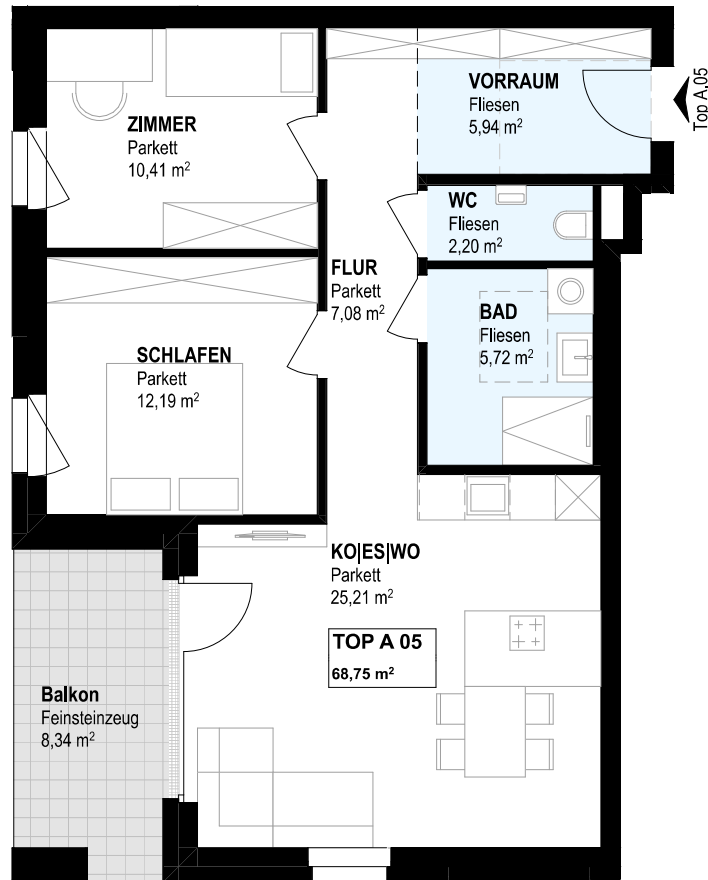 VORRAUM
Fliesen
5,94 m²
Top A.05
ZIMMER
Parkett
10,41 m²
WC
Fliesen
2,20 m²
FLUR
Parkett
7,08 m²
BAD
Fliesen
5,72 m²
SCHLAFEN
Parkett
12,19 m²
KO|ES|WO
Parkett
25,21 m²
TOP A 05
68,75 m²
Balkon
Feinsteinzeug
8,34 m²